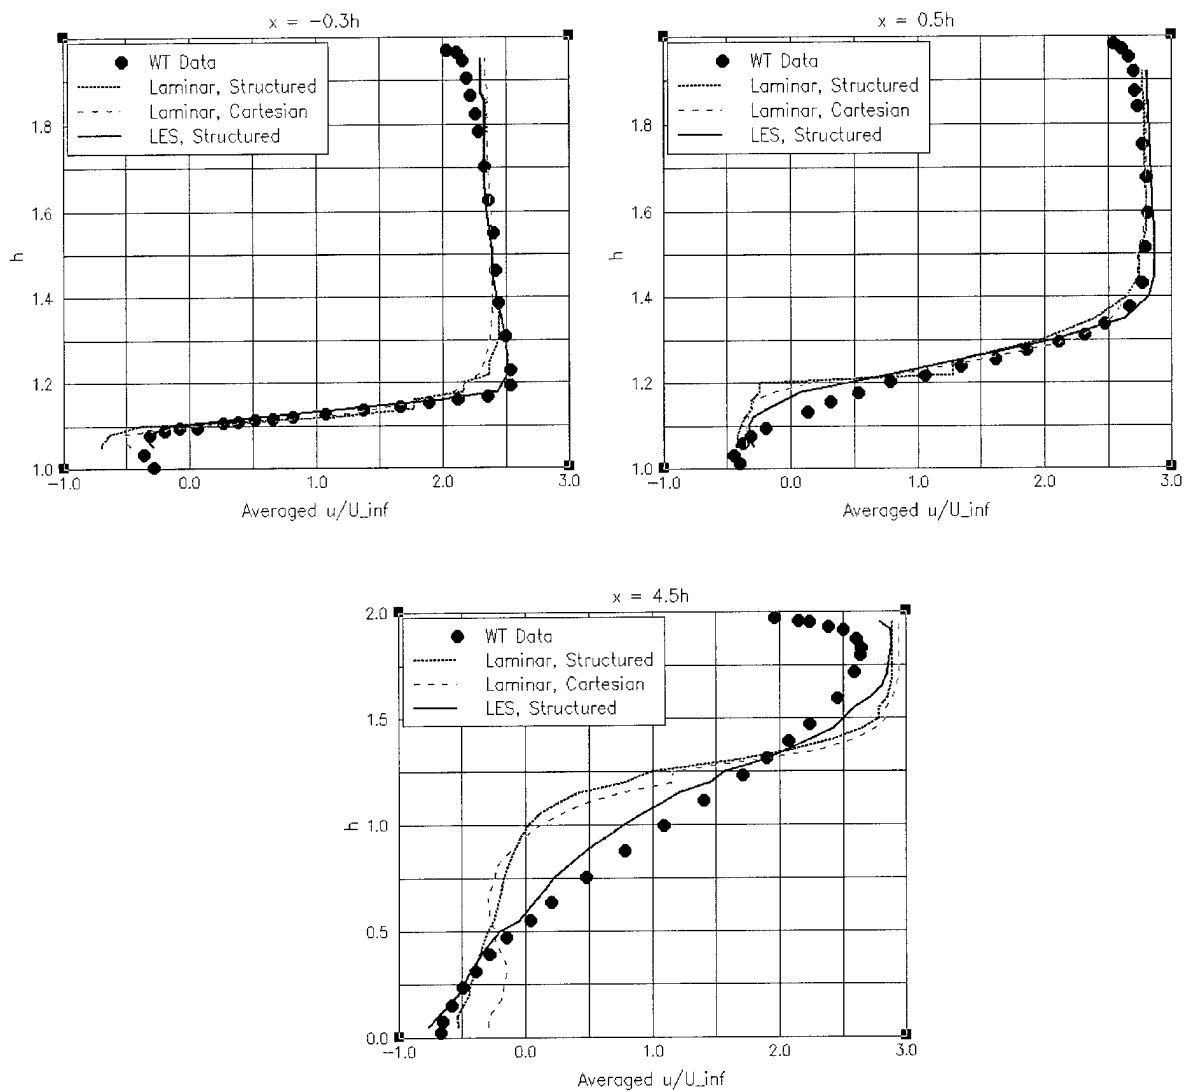 x = −0.3h
WT Data
Laminar, Structured
Laminar, Cartesian
LES, Structured
1.8
1.6
h
1.4
1.2
1.0
−1.0 0.0 1.0 2.0 3.0
Averaged u/U_inf
x = 0.5h
WT Data
Laminar, Structured
Laminar, Cartesian
LES, Structured
1.8
1.6
h
1.4
1.2
1.0
−1.0 0.0 1.0 2.0 3.0
Averaged u/U_inf
x = 4.5h
2.0
WT Data
Laminar, Structured
Laminar, Cartesian
LES, Structured
1.5
h
1.0
0.5
0.0
−1.0 0.0 1.0 2.0 3.0
Averaged u/U_inf